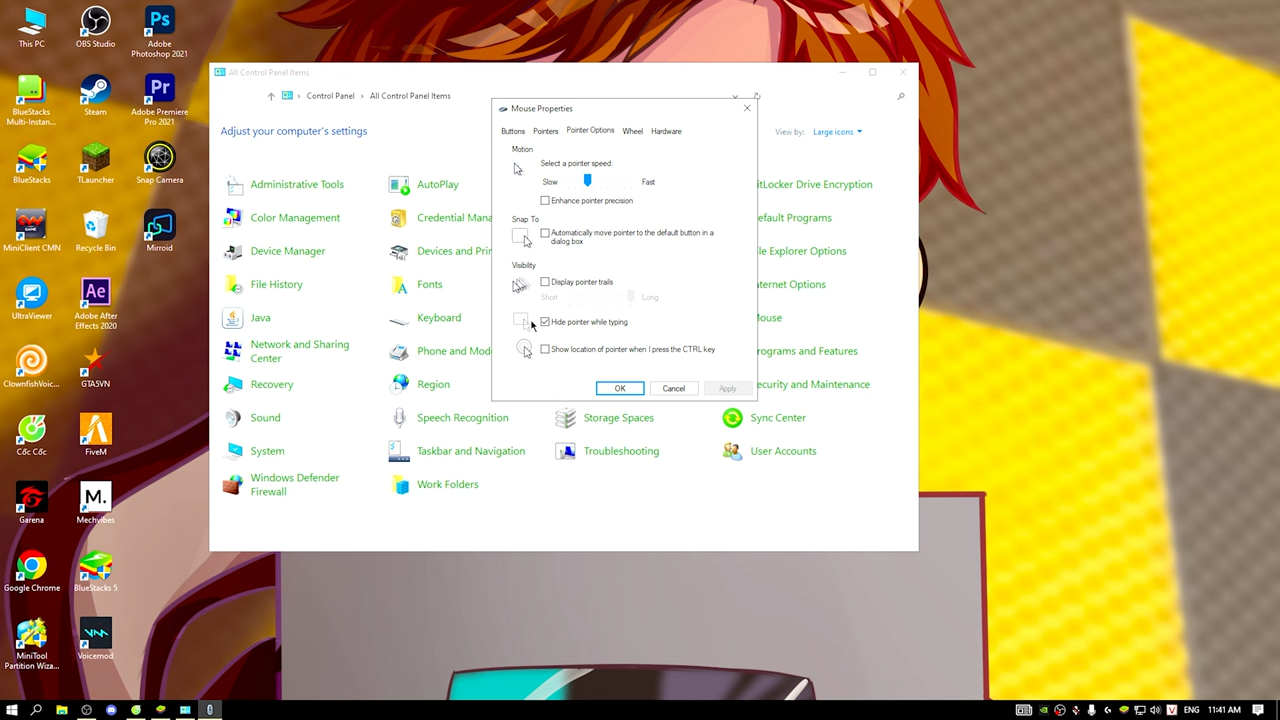 This PC
OBS Studio
Adobe
Photoshop 2021
BlueStacks
Multi-Instan...
Steam
Adobe Premiere
Pro 2021
BlueStacks
TLauncher
Snap Camera
MiniClient CMN
Recycle Bin
Mirroid
UltraViewer
Adobe After
Effects 2020
ClownfishVoic...
GTA5VN
Cốc Cốc
FiveM
Garena
Mechvibes
Google Chrome
BlueStacks 5
MiniTool
Partition Wiza...
Voicemod
All Control Panel Items
Control Panel
All Control Panel Items
Adjust your computer's settings
View by:
Large icons
Administrative Tools
AutoPlay
itLocker Drive Encryption
Color Management
Credential Mana
efault Programs
Device Manager
Devices and Prin
ile Explorer Options
File History
Fonts
ternet Options
Java
Keyboard
Mouse
Network and Sharing
Center
Phone and Mode
rograms and Features
Recovery
Region
ecurity and Maintenance
Sound
Speech Recognition
Storage Spaces
Sync Center
System
Taskbar and Navigation
Troubleshooting
User Accounts
Windows Defender
Firewall
Work Folders
Mouse Properties
Buttons
Pointers
Pointer Options
Wheel
Hardware
Motion
Select a pointer speed:
Slow
Fast
Enhance pointer precision
Snap To
Automatically move pointer to the default button in a
dialog box
Visibility
Display pointer trails
Short
Long
Hide pointer while typing
Show location of pointer when I press the CTRL key
OK
Cancel
Apply
11:41 AM